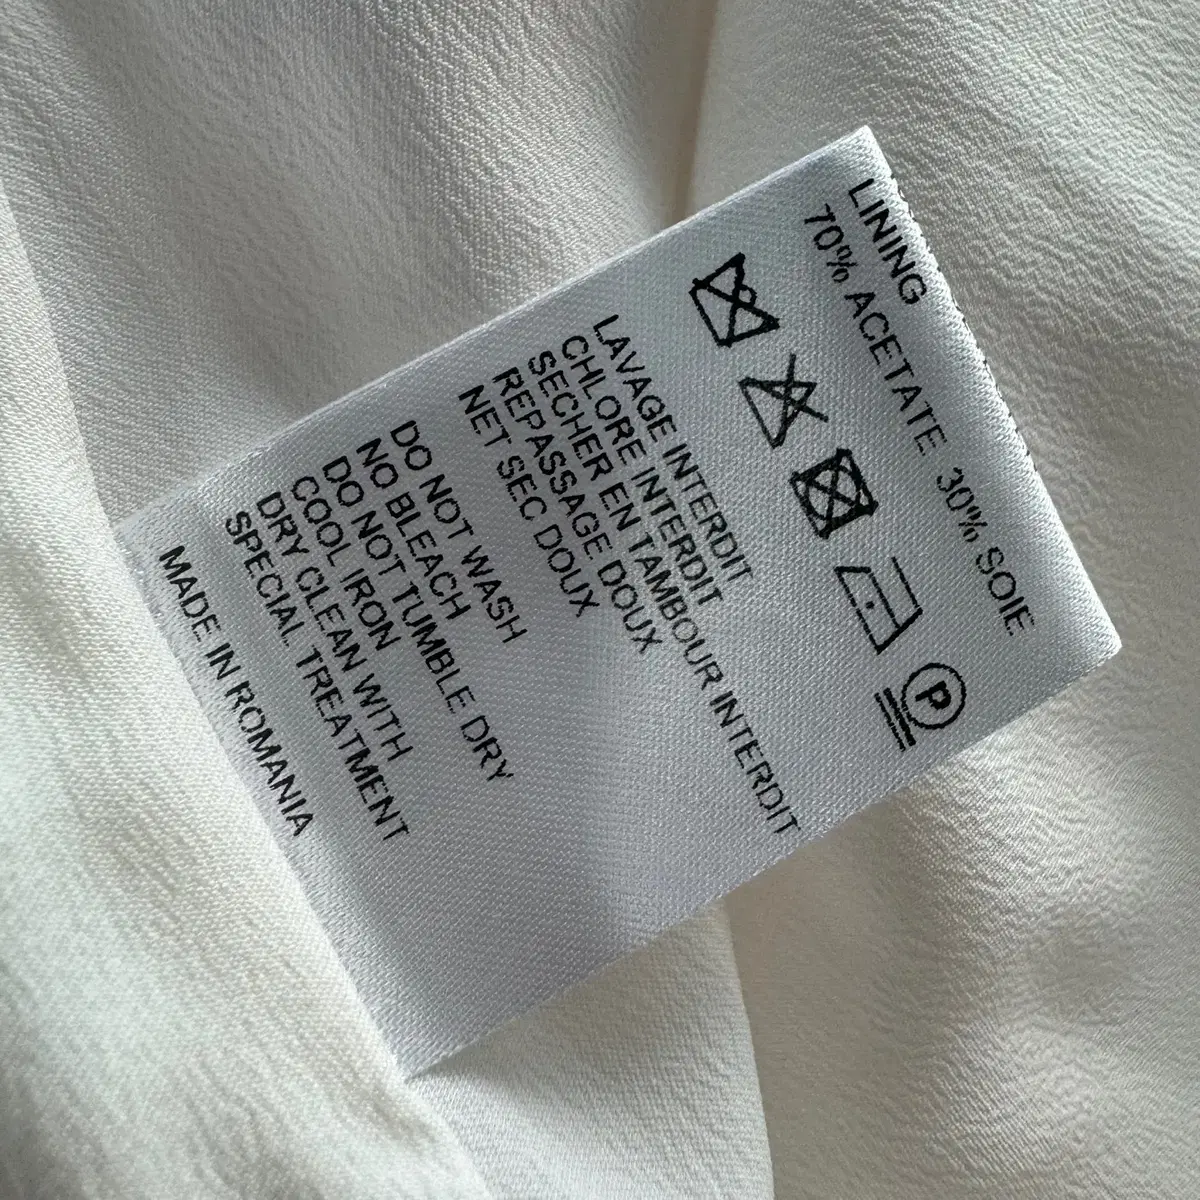 LINING
70% ACETATE 30% SOIE
P
LAVAGE INTERDIT
CHLORE INTERDIT
SECHER EN TAMBOUR INTERDIT
REPASSAGE DOUX
NET SEC DOUX
DO NOT WASH
NO BLEACH
DO NOT TUMBLE DRY
COOL IRON
DRY CLEAN WITH
SPECIAL TREATMENT
MADE IN ROMANIA